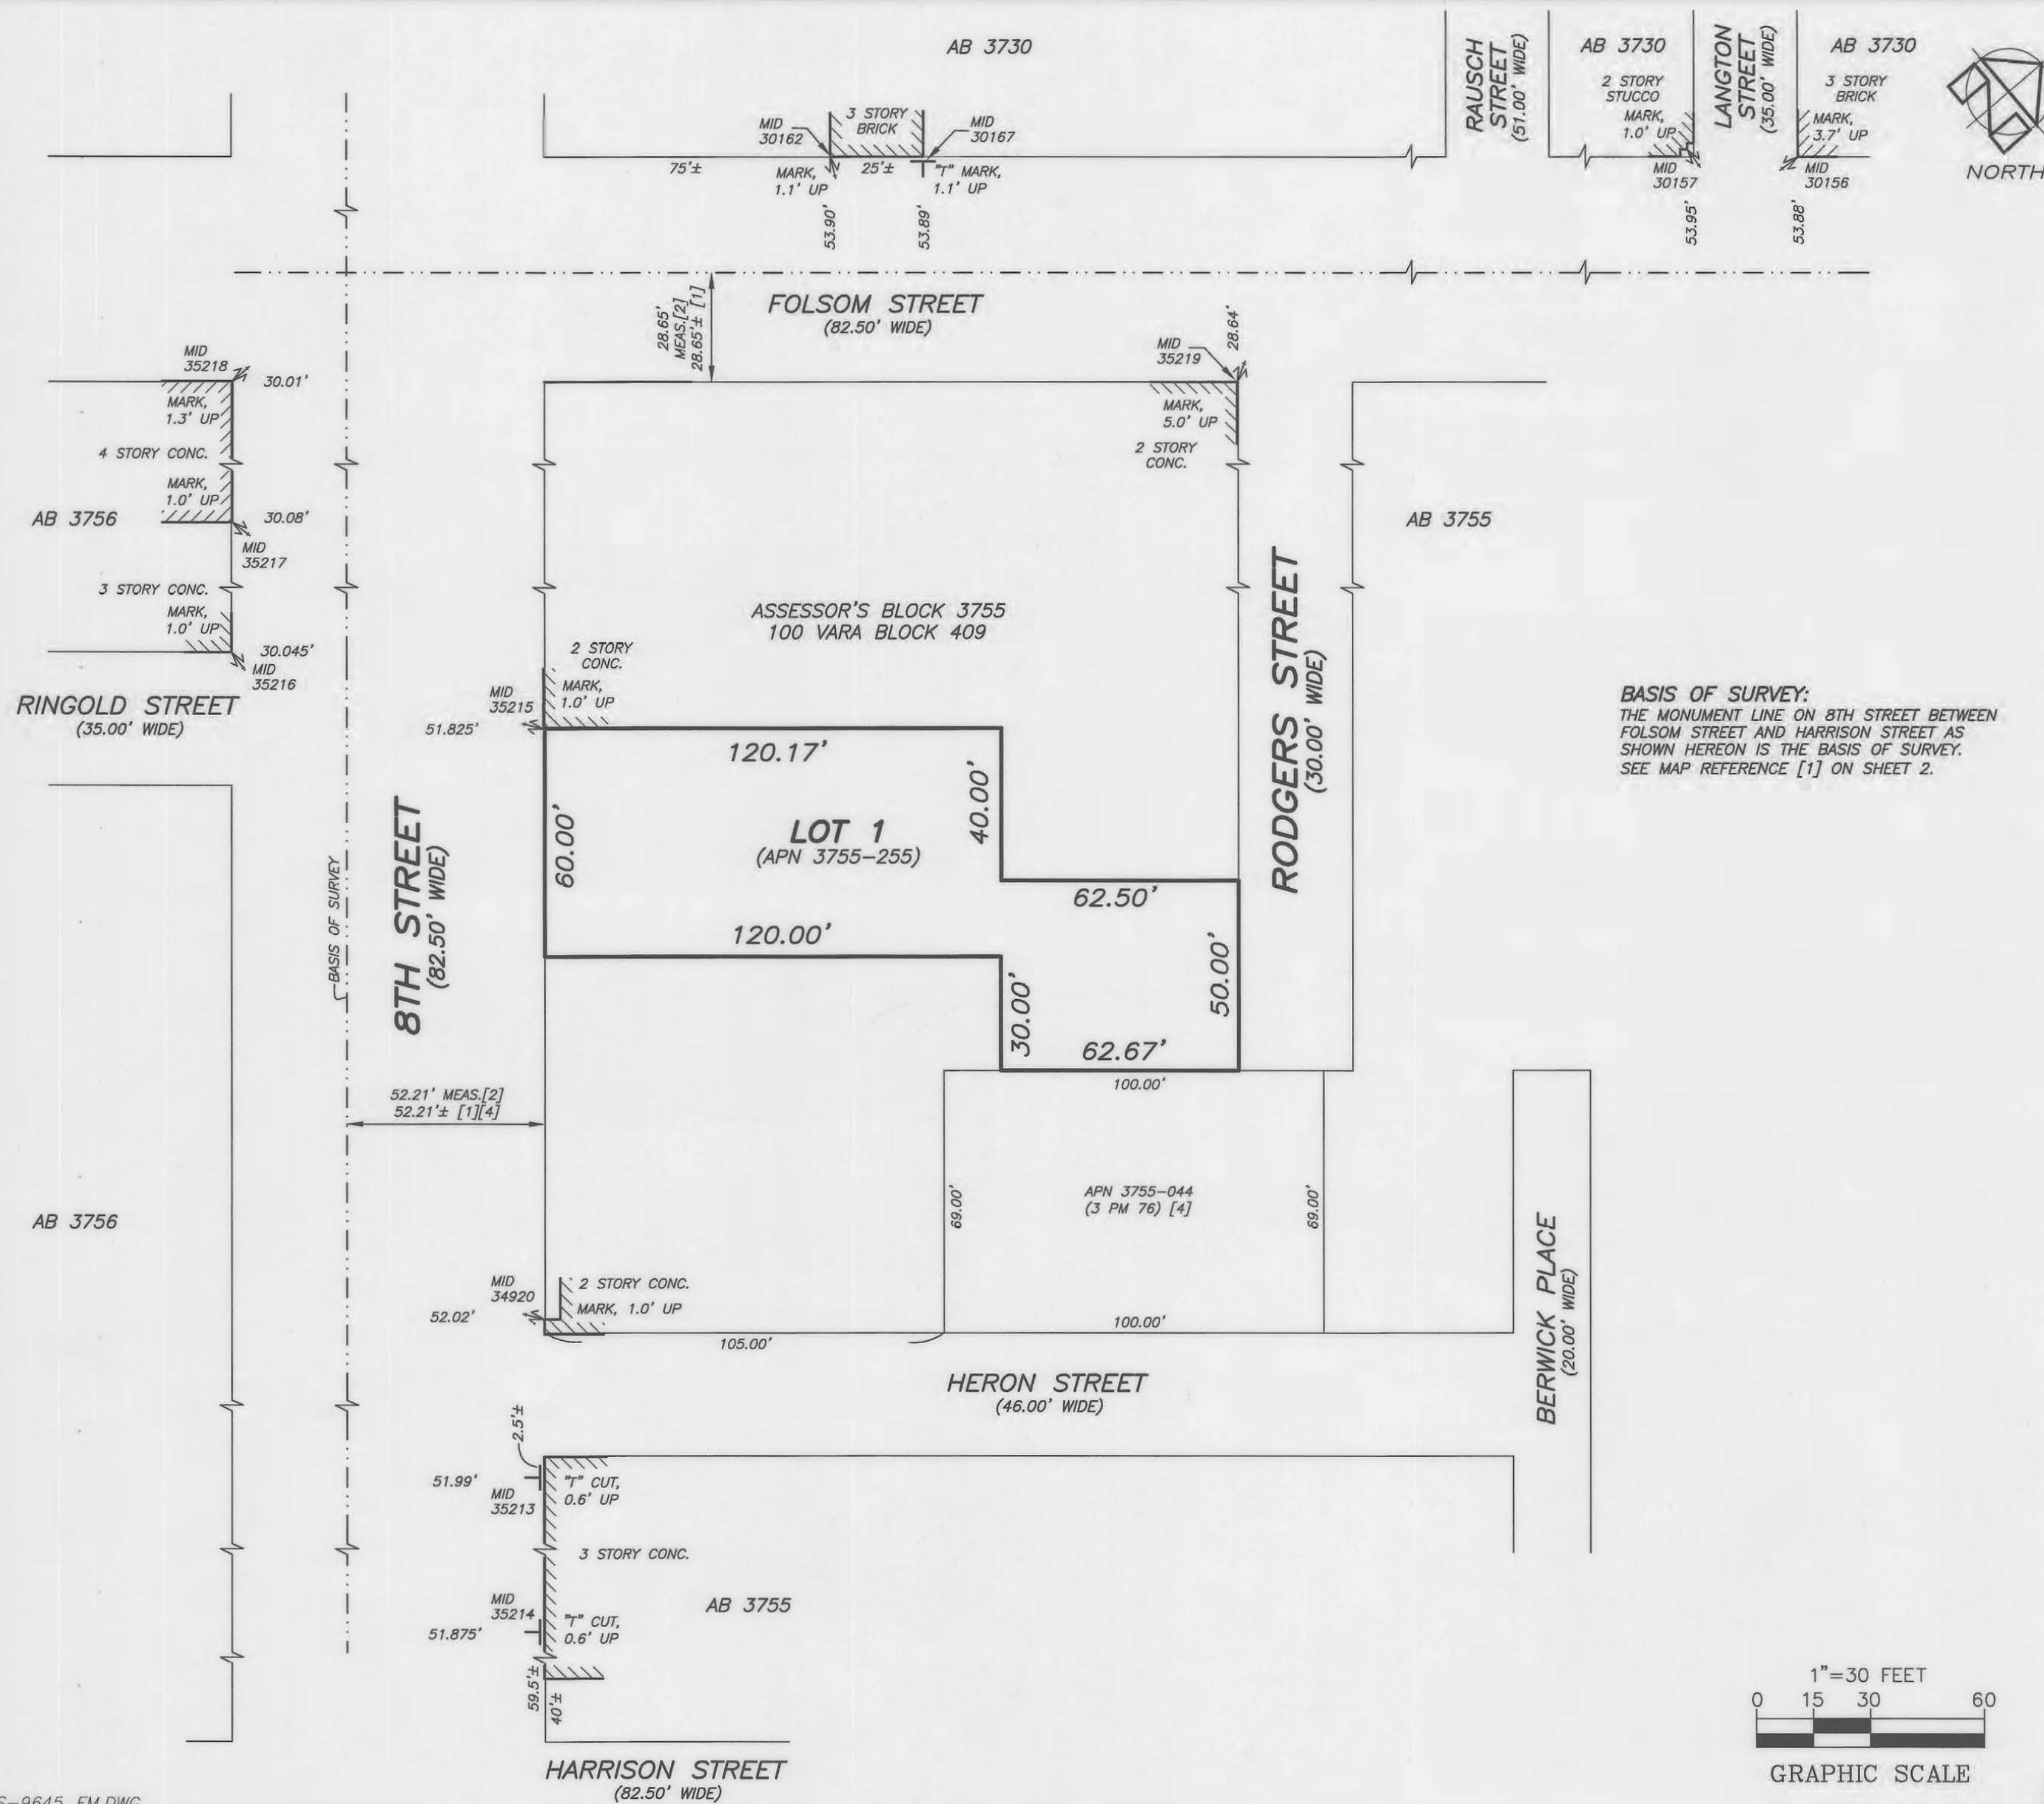 AB 3730
RAUSCH
STREET
(51.00' WIDE)
AB 3730
2 STORY
STUCCO
MARK,
1.0' UP
LANGTON
STREET
(35.00' WIDE)
AB 3730
3 STORY
BRICK
MARK,
3.7' UP
NORTH
MID
30162
3 STORY
BRICK
MID
30167
75'±
MARK,
1.1' UP
25'±
"T" MARK,
1.1' UP
MID
30157
MID
30156
53.90'
53.89'
53.95'
53.88'
FOLSOM STREET
(82.50' WIDE)
28.65'
MEAS.[2]
28.65'± [1]
MID
35219
28.64'
MID
35218
30.01'
MARK,
1.3' UP
4 STORY CONC.
MARK,
1.0' UP
AB 3756
30.08'
MID
35217
3 STORY CONC.
MARK,
1.0' UP
30.045'
MID
35216
MARK,
5.0' UP
2 STORY
CONC.
AB 3755
RODGERS STREET
(30.00' WIDE)
ASSESSOR'S BLOCK 3755
100 VARA BLOCK 409
2 STORY
CONC.
MARK,
1.0' UP
MID
35215
51.825'
RINGOLD STREET
(35.00' WIDE)
BASIS OF SURVEY:
THE MONUMENT LINE ON 8TH STREET BETWEEN
FOLSOM STREET AND HARRISON STREET AS
SHOWN HEREON IS THE BASIS OF SURVEY.
SEE MAP REFERENCE [1] ON SHEET 2.
120.17'
40.00'
60.00'
LOT 1
(APN 3755-255)
62.50'
120.00'
50.00'
30.00'
62.67'
8TH STREET
(82.50' WIDE)
BASIS OF SURVEY
52.21' MEAS.[2]
52.21'± [1][4]
100.00'
69.00'
APN 3755-044
(3 PM 76) [4]
69.00'
AB 3756
BERWICK PLACE
(20.00' WIDE)
MID
34920
2 STORY CONC.
52.02'
MARK, 1.0' UP
100.00'
105.00'
HERON STREET
(46.00' WIDE)
2.5'±
51.99'
MID
35213
"T" CUT,
0.6' UP
3 STORY CONC.
MID
35214
51.875'
"T" CUT,
0.6' UP
AB 3755
59.5'±
40'±
HARRISON STREET
(82.50' WIDE)
1"=30 FEET
0 15 30 60
GRAPHIC SCALE
S-9645 FM.DWG